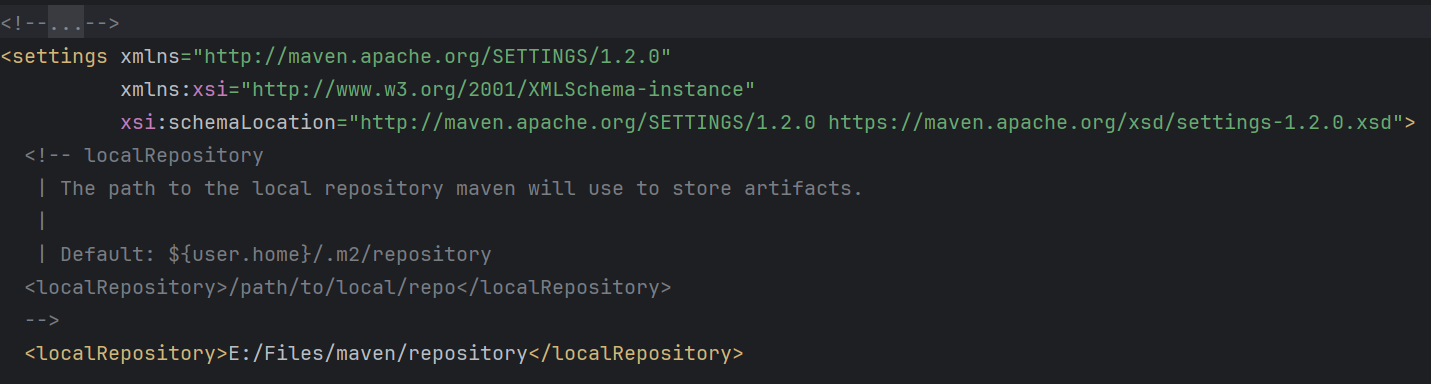 <!--...-->
<settings xmlns="http://maven.apache.org/SETTINGS/1.2.0"
          xmlns:xsi="http://www.w3.org/2001/XMLSchema-instance"
          xsi:schemaLocation="http://maven.apache.org/SETTINGS/1.2.0 https://maven.apache.org/xsd/settings-1.2.0.xsd">
  <!-- localRepository
   | The path to the local repository maven will use to store artifacts.
   |
   | Default: ${user.home}/.m2/repository
  <localRepository>/path/to/local/repo</localRepository>
  -->
  <localRepository>E:/Files/maven/repository</localRepository>